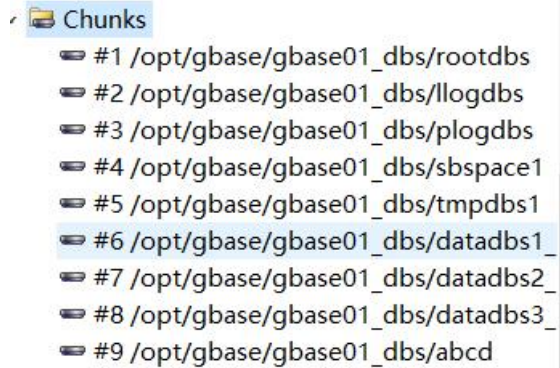 Chunks
#1 /opt/gbase/gbase01_dbs/rootdbs
#2 /opt/gbase/gbase01_dbs/llogdbs
#3 /opt/gbase/gbase01_dbs/plogdbs
#4 /opt/gbase/gbase01_dbs/sbspace1
#5 /opt/gbase/gbase01_dbs/tmpdbs1
#6 /opt/gbase/gbase01_dbs/datadbs1_
#7 /opt/gbase/gbase01_dbs/datadbs2_
#8 /opt/gbase/gbase01_dbs/datadbs3_
#9 /opt/gbase/gbase01_dbs/abcd